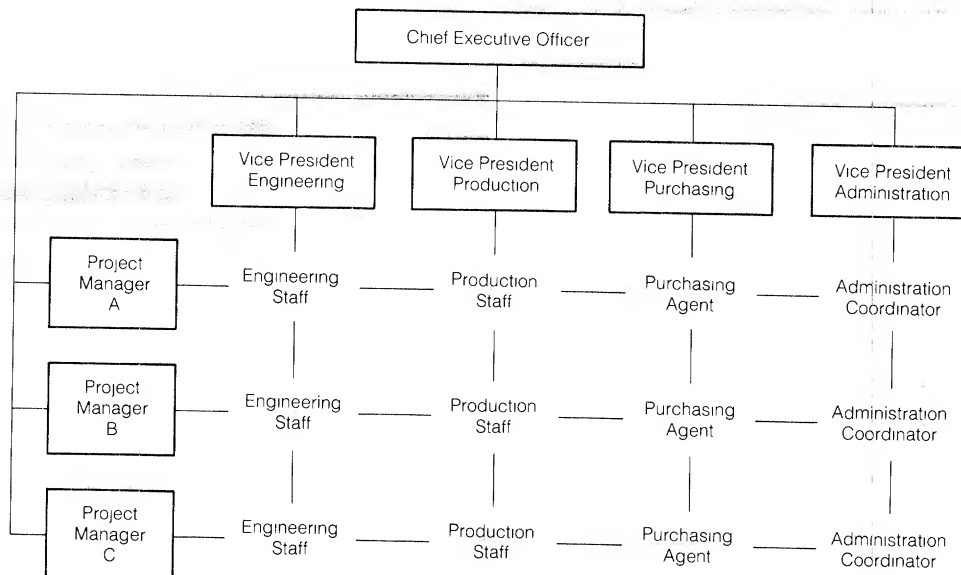 Chief Executive Officer
Vice President
Engineering
Vice President
Production
Vice President
Purchasing
Vice President
Administration
Project
Manager
A
Engineering
Staff
Production
Staff
Purchasing
Agent
Administration
Coordinator
Project
Manager
B
Engineering
Staff
Production
Staff
Purchasing
Agent
Administration
Coordinator
Project
Manager
C
Engineering
Staff
Production
Staff
Purchasing
Agent
Administration
Coordinator